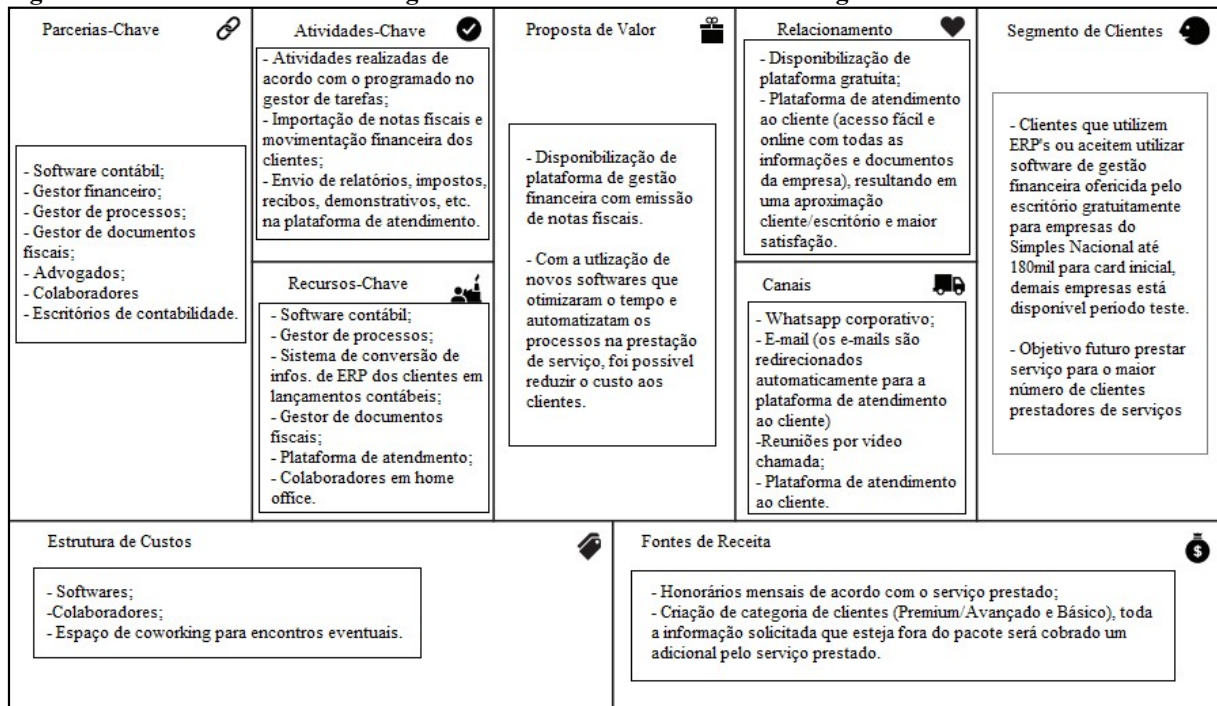 Parcerias-Chave
- Software contábil;
- Gestor financeiro;
- Gestor de processos;
- Gestor de documentos
fiscais;
- Advogados;
- Colaboradores
- Escritórios de contabilidade.
Atividades-Chave
- Atividades realizadas de
acordo com o programado no
gestor de tarefas;
- Importação de notas fiscais e
movimentação financeira dos
clientes;
- Envio de relatórios, impostos,
recibos, demonstrativos, etc.
na plataforma de atendimento.
Recursos-Chave
- Software contábil;
- Gestor de processos;
- Sistema de conversão de
infos. de ERP dos clientes em
lançamentos contábeis;
- Gestor de documentos
fiscais;
- Plataforma de atendmento;
- Colaboradores em home
office.
Proposta de Valor
- Disponibilização de
plataforma de gestão
financeira com emissão
de notas fiscais.
- Com a utlização de
novos softwares que
otimizaram o tempo e
automatizatam os
processos na prestação
de serviço, foi possivel
reduzir o custo aos
clientes.
Relacionamento
- Disponibilização de
plataforma gratuita;
- Plataforma de atendimento
ao cliente (acesso fácil e
online com todas as
informações e documentos
da empresa), resultando em
uma aproximação
cliente/escritório e maior
satisfação.
Canais
- Whatsapp corporativo;
- E-mail (os e-mails são
redirecionados
automaticamente para a
plataforma de atendimento
ao cliente)
-Reuniões por vídeo
chamada;
- Plataforma de atendimento
ao cliente.
Segmento de Clientes
- Clientes que utilizem
ERP's ou aceitem utilizar
software de gestão
financeira ofericida pelo
escritório gratuitamente
para empresas do
Simples Nacional até
180mil para card inicial,
demais empresas está
disponível período teste.
- Objetivo futuro prestar
serviço para o maior
número de clientes
prestadores de serviços
Estrutura de Custos
- Softwares;
-Colaboradores;
- Espaço de coworking para encontros eventuais.
Fontes de Receita
$
- Honorários mensais de acordo com o serviço prestado;
- Criação de categoria de clientes (Premium/Avançado e Básico), toda
a informação solicitada que esteja fora do pacote será cobrado um
adicional pelo serviço prestado.